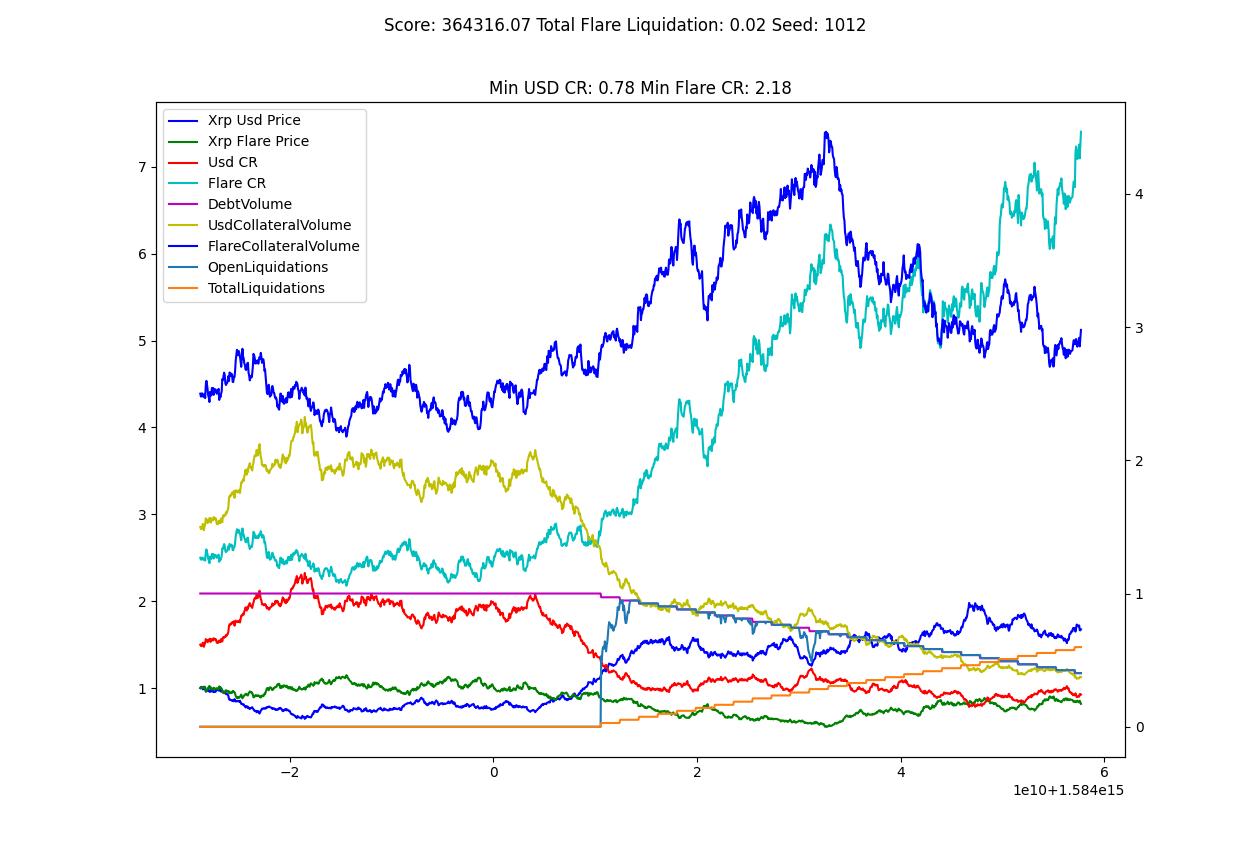 Score: 364316.07 Total Flare Liquidation: 0.02 Seed: 1012
Min USD CR: 0.78 Min Flare CR: 2.18
Xrp Usd Price
Xrp Flare Price
Usd CR
Flare CR
DebtVolume
UsdCollateralVolume
FlareCollateralVolume
OpenLiquidations
TotalLiquidations
7
6
5
4
3
2
1
4
3
2
1
0
−2
0
2
4
6
1e10+1.584e15